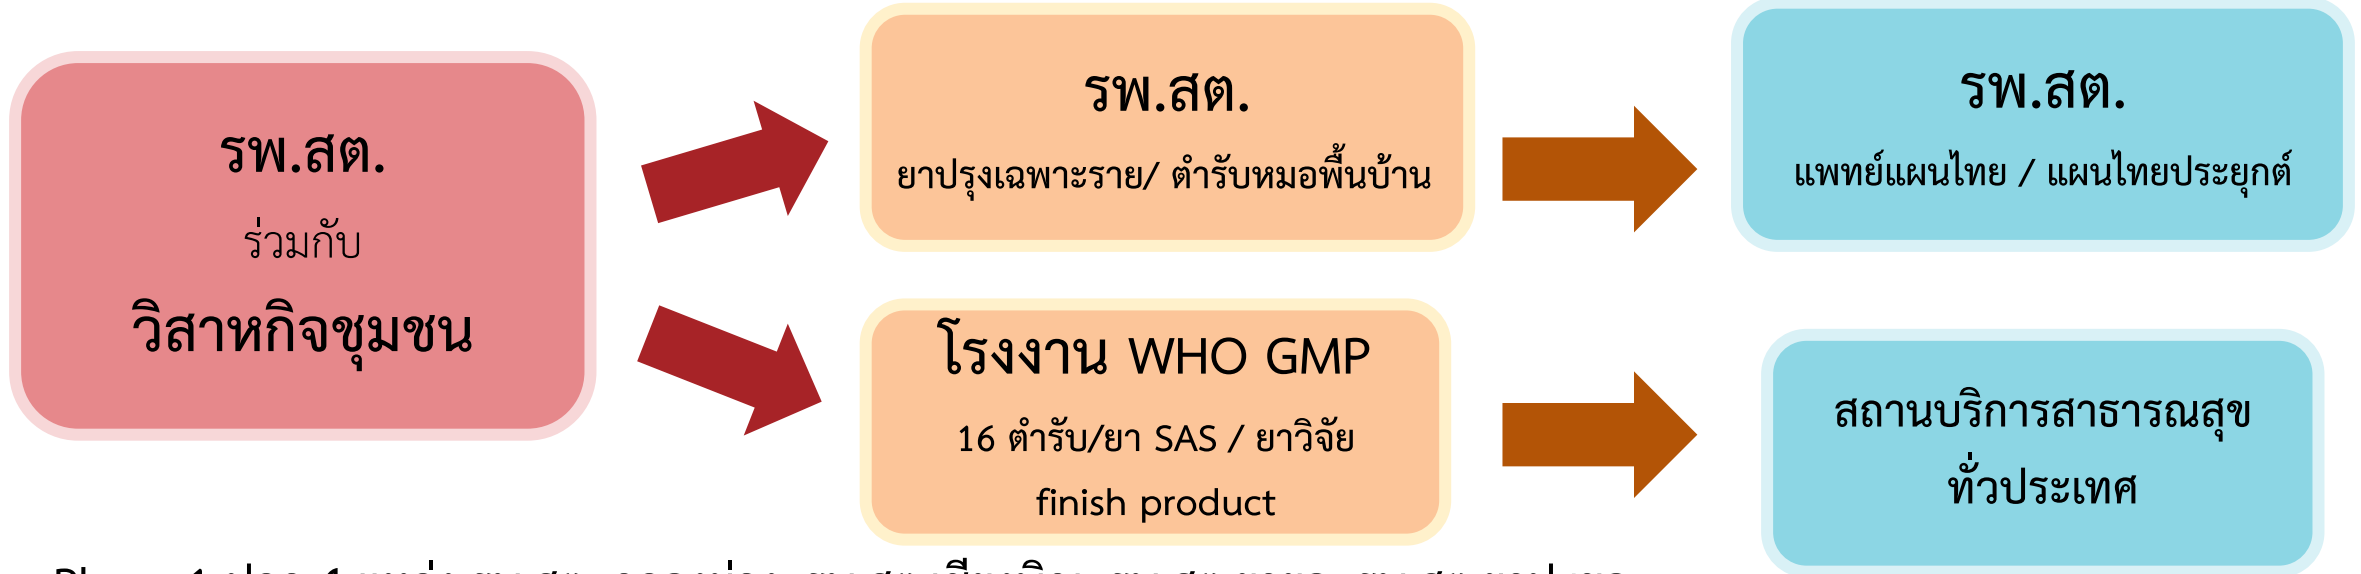 รพ.สต.
ร่วมกับ
วิสาหกิจชุมชน
รพ.สต.
ยาปรุงเฉพาะราย/ ตำรับหมอพื้นบ้าน
รพ.สต.
แพทย์แผนไทย / แผนไทยประยุกต์
โรงงาน WHO GMP
16 ตำรับ/ยา SAS / ยาวิจัย
finish product
สถานบริการสาธารณสุข
ทั่วประเทศ